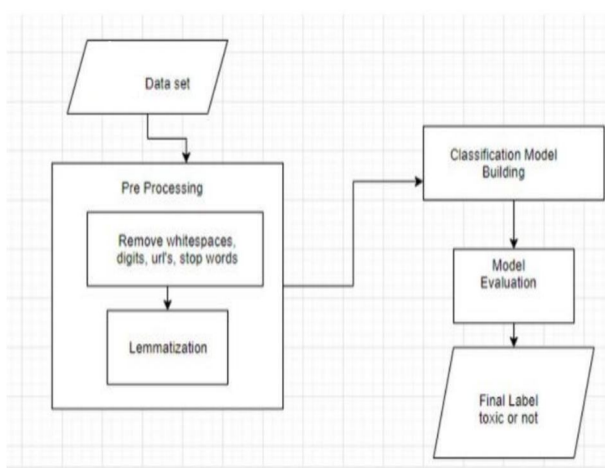 Data set
Pre Processing
Remove whitespaces,
digits, url's, stop words
Lemmatization
Classification Model
Building
Model
Evaluation
Final Label
toxic or not